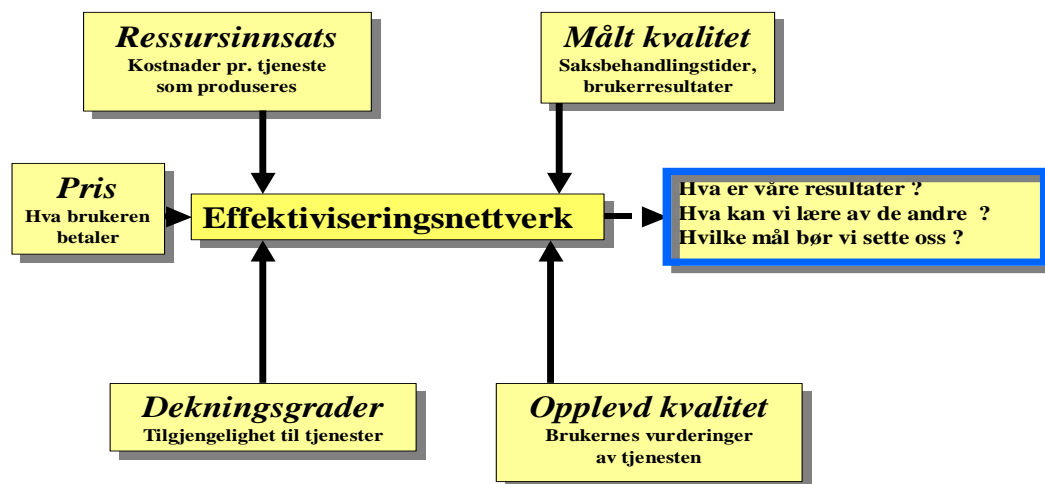 Ressursinnsats
Kostnader pr. tjeneste
som produseres
Målt kvalitet
Saksbehandlingstider,
brukerresultater
Pris
Hva brukeren
betaler
Effektiviseringsnettverk
Hva er våre resultater ?
Hva kan vi lære av de andre ?
Hvilke mål bør vi sette oss ?
Dekningsgrader
Tilgjengelighet til tjenester
Opplevd kvalitet
Brukernes vurderinger
av tjenesten